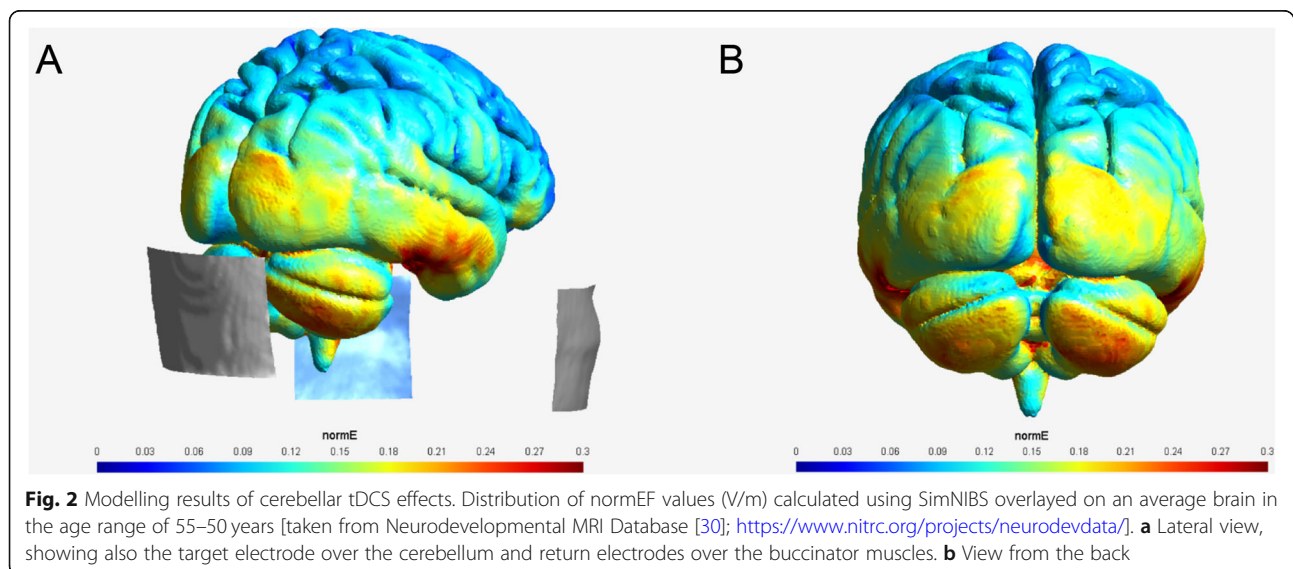 A
B
normE
0 0.03 0.06 0.09 0.12 0.15 0.18 0.21 0.24 0.27 0.3
normE
0 0.03 0.06 0.09 0.12 0.15 0.18 0.21 0.24 0.27 0.3
Fig. 2 Modelling results of cerebellar tDCS effects. Distribution of normEF values (V/m) calculated using SimNIBS overlayed on an average brain in
the age range of 55–50 years [taken from Neurodevelopmental MRI Database [30]; https://www.nitrc.org/projects/neurodevdata/]. a Lateral view,
showing also the target electrode over the cerebellum and return electrodes over the buccinator muscles. b View from the back